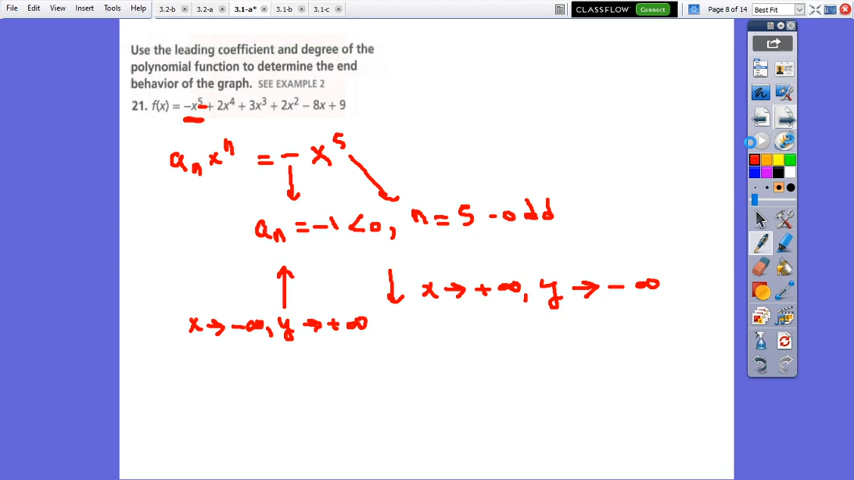 File Edit View Insert Tools Help 3.2-b 3.2-a 3.1-a* 3.1-b 3.1-c CLASSFLOW Connect Page 8 of 14 Best Fit
Use the leading coefficient and degree of the
polynomial function to determine the end
behavior of the graph. SEE EXAMPLE 2
21. f(x) = −x⁵ + 2x⁴ + 3x³ + 2x² − 8x + 9
aₙxⁿ = − x⁵
aₙ = −1 < 0, n = 5 - odd
x → +∞, y → −∞
x → −∞, y → +∞